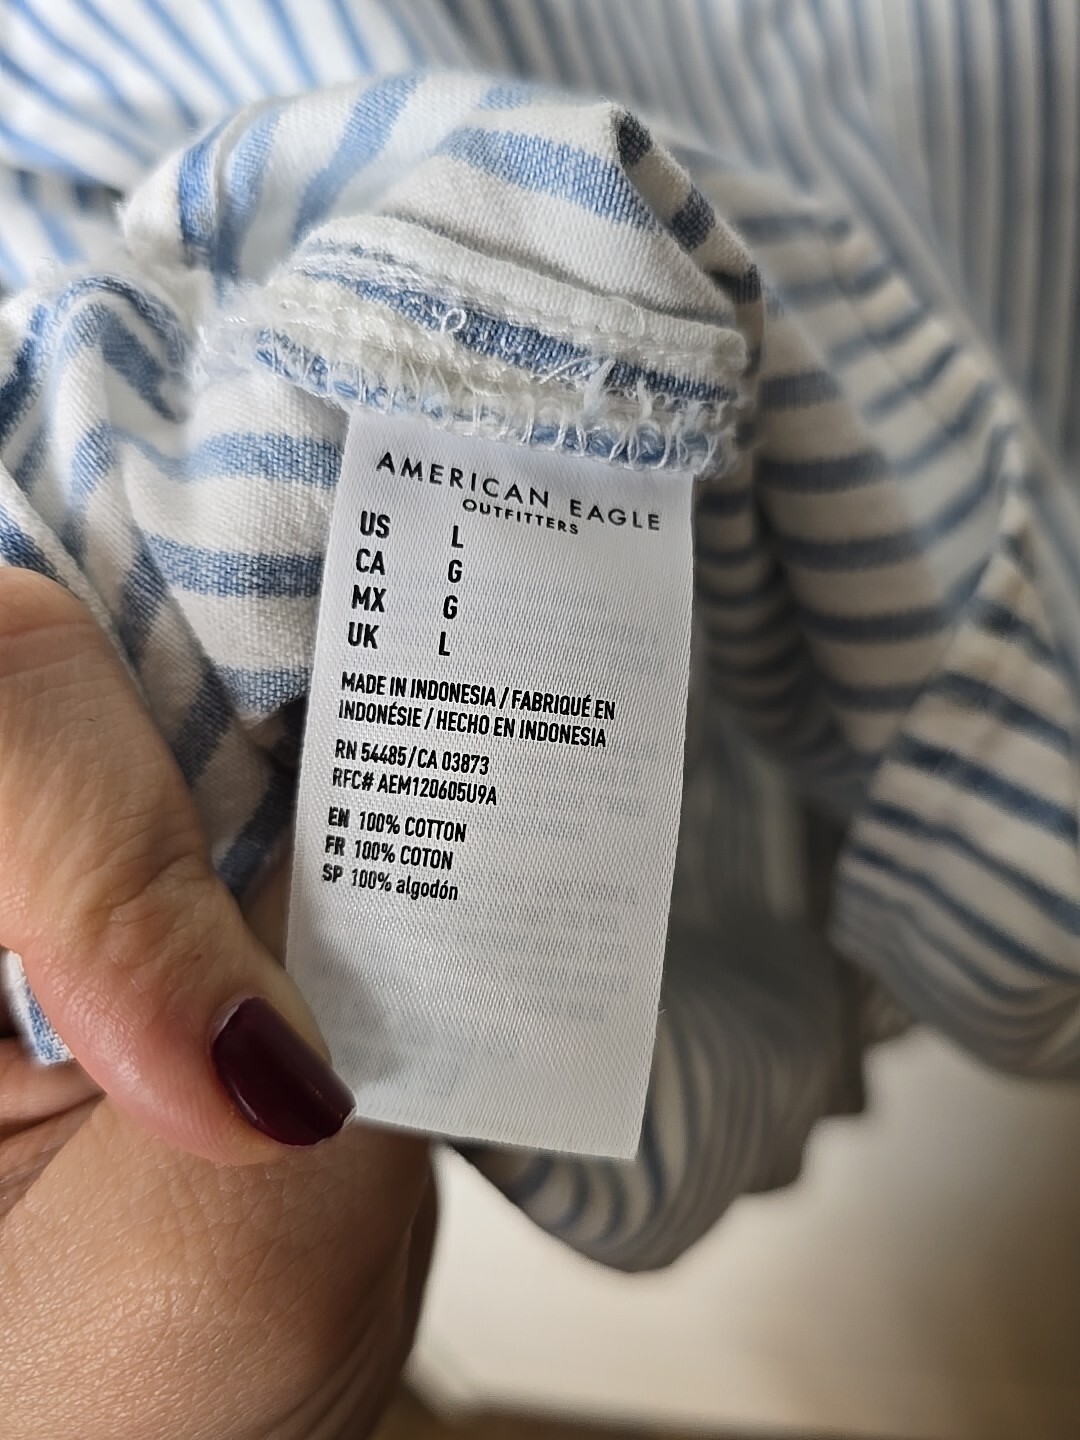 AMERICAN EAGLE
OUTFITTERS
US L
CA G
MX G
UK L
MADE IN INDONESIA / FABRIQUÉ EN
INDONÉSIE / HECHO EN INDONESIA
RN 54485/CA 03873
RFC# AEM120605U9A
EN 100% COTTON
FR 100% COTON
SP 100% algodón